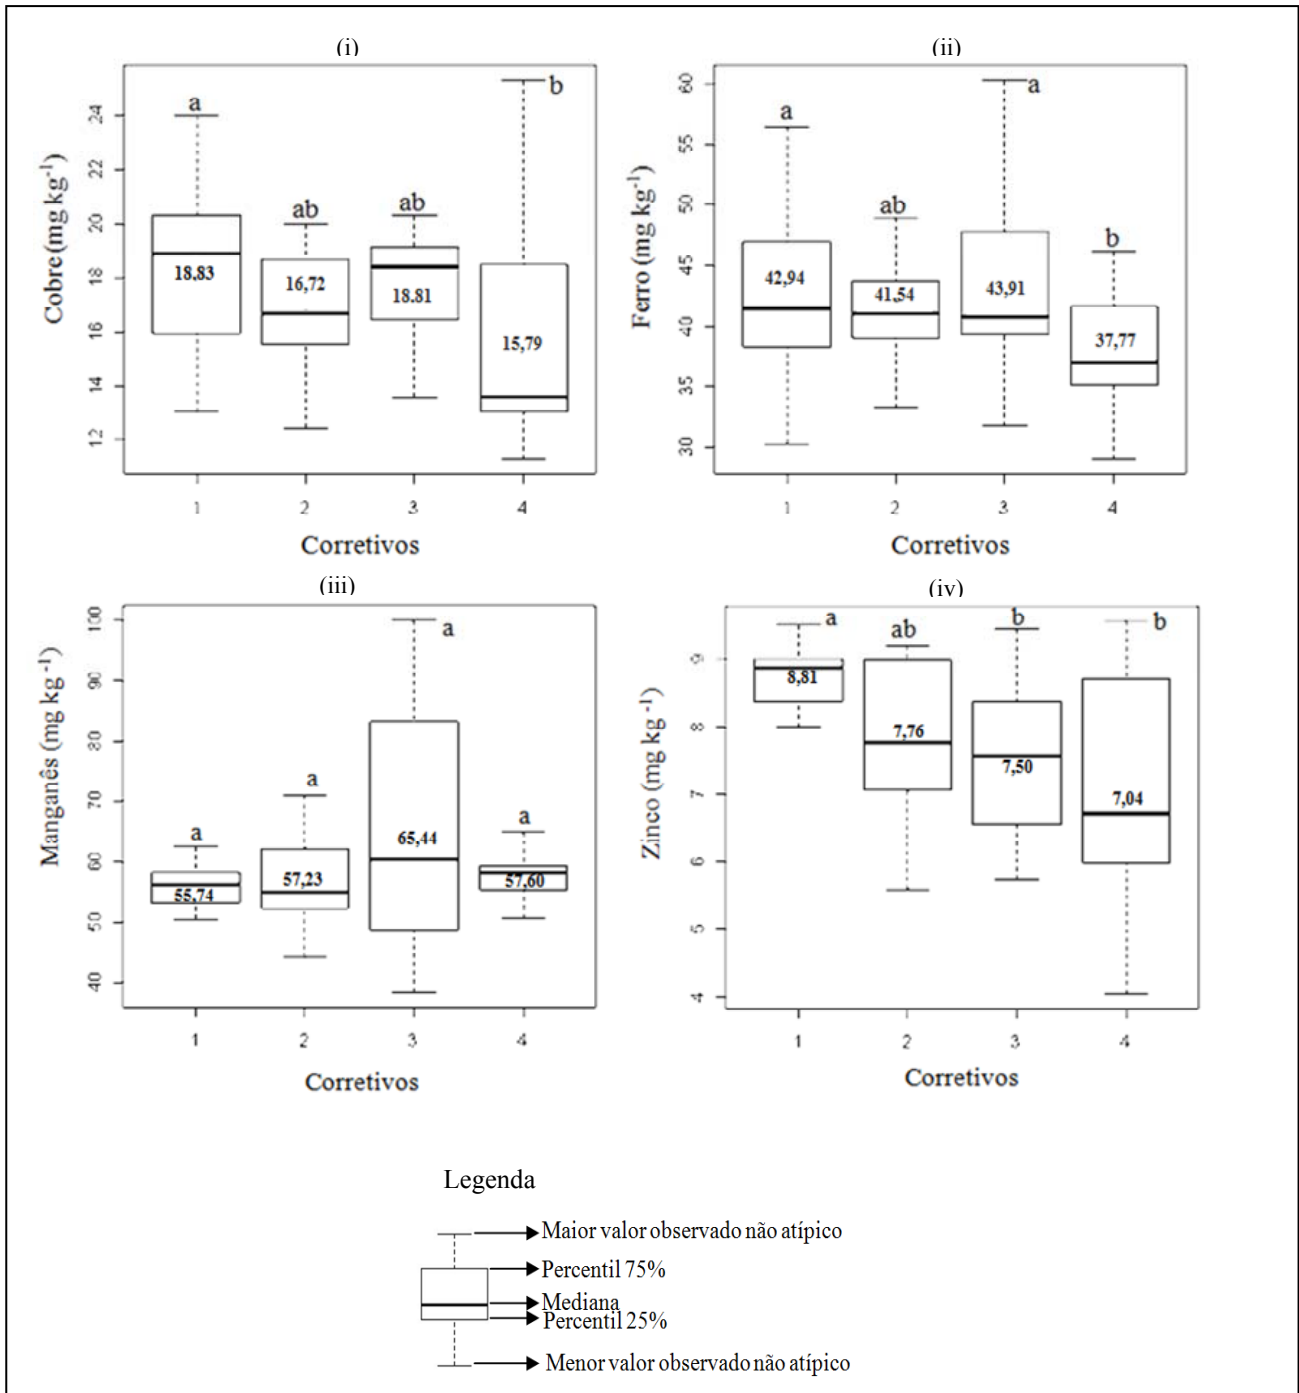 (i)
Cobre(mg kg-1)
24
22
20
18
16
14
12
a
ab
ab
b
18,83
16,72
18.81
15,79
1 2 3 4
Corretivos
(ii)
Ferro (mg kg-1)
60
55
50
45
40
35
30
a
ab
a
b
42,94
41,54
43,91
37,77
1 2 3 4
Corretivos
(iii)
Manganês (mg kg-1)
100
90
80
70
60
50
40
a
a
a
a
55,74
57,23
65,44
57,60
1 2 3 4
Corretivos
(iv)
Zinco (mg kg-1)
9
8
7
6
5
4
a
ab
b
b
8,81
7,76
7,50
7,04
1 2 3 4
Corretivos
Legenda
Maior valor observado não atípico
Percentil 75%
Mediana
Percentil 25%
Menor valor observado não atípico